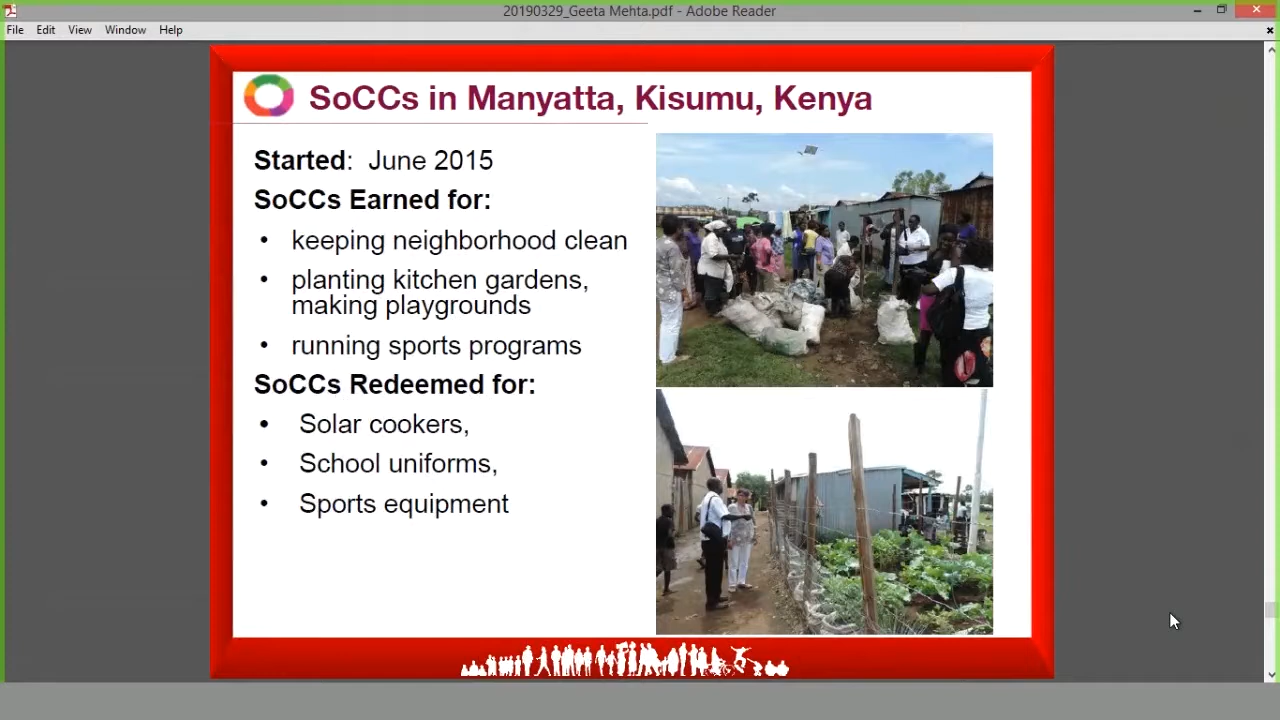 20190329_Geeta Mehta.pdf - Adobe Reader
File Edit View Window Help
SoCCs in Manyatta, Kisumu, Kenya
Started: June 2015
SoCCs Earned for:
• keeping neighborhood clean
• planting kitchen gardens,
making playgrounds
• running sports programs
SoCCs Redeemed for:
• Solar cookers,
• School uniforms,
• Sports equipment